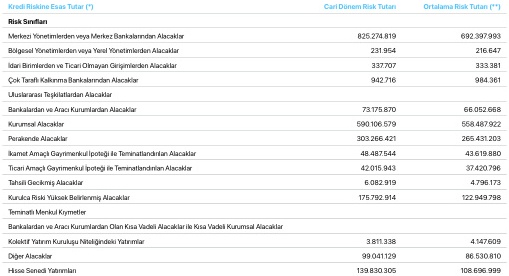 Kredi Riskine Esas Tutar (*) Cari Dönem Risk Tutarı Ortalama Risk Tutarı (**)
Risk Sınıfları
Merkezi Yönetimlerden veya Merkez Bankalarından Alacaklar 825.274.819 692.397.993
Bölgesel Yönetimlerden veya Yerel Yönetimlerden Alacaklar 231.954 216.647
İdari Birimlerden ve Ticari Olmayan Girişimlerden Alacaklar 337.707 333.381
Çok Taraflı Kalkınma Bankalarından Alacaklar 942.716 984.361
Uluslararası Teşkilatlardan Alacaklar
Bankalardan ve Aracı Kurumlardan Alacaklar 73.175.870 66.052.668
Kurumsal Alacaklar 590.106.579 558.487.922
Perakende Alacaklar 303.266.421 265.431.203
İkamet Amaçlı Gayrimenkul İpoteği ile Teminatlandırılan Alacaklar 48.487.544 43.619.880
Ticari Amaçlı Gayrimenkul İpoteği ile Teminatlandırılan Alacaklar 42.015.943 37.420.796
Tahsili Gecikmiş Alacaklar 6.082.919 4.796.173
Kurulca Riski Yüksek Belirlenmiş Alacaklar 175.792.914 122.949.798
Teminatlı Menkul Kıymetler
Bankalardan ve Aracı Kurumlardan Olan Kısa Vadeli Alacaklar ile Kısa Vadeli Kurumsal Alacaklar
Kolektif Yatırım Kuruluşu Niteliğindeki Yatırımlar 3.811.338 4.147.609
Diğer Alacaklar 99.041.129 86.530.810
Hisse Senedi Yatırımları 139.830.305 108.696.999